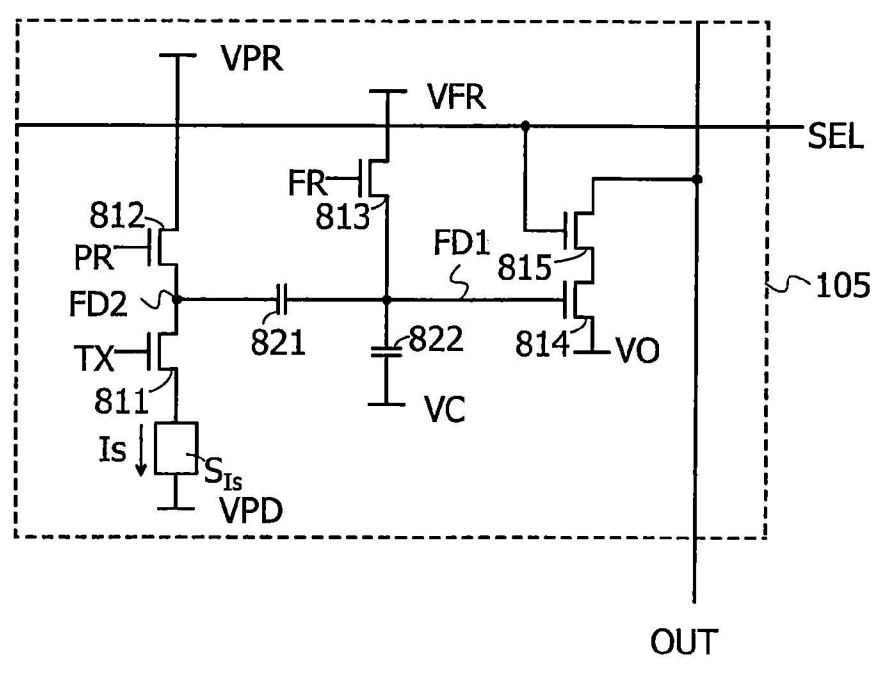 VPR
VFR
SEL
FR
812
813
PR
FD1
815
105
FD2
821
822
814
VO
TX
811
VC
Is
SIs
VPD
OUT